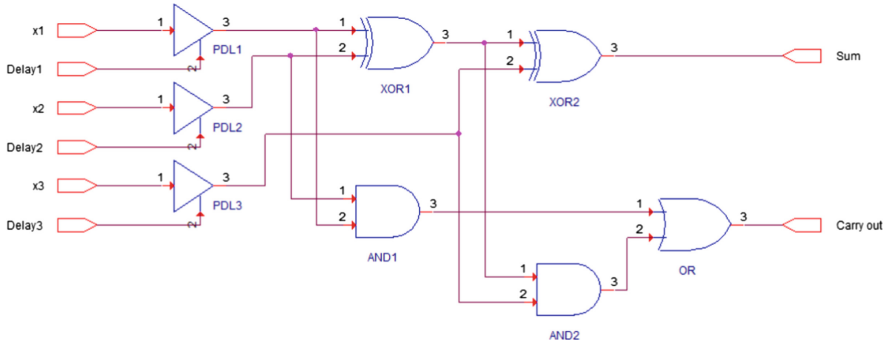 x1 1 3 PDL1
Delay1 2
x2 1 3 PDL2
Delay2 2
x3 1 3 PDL3
Delay3 2
1 2 3 XOR1
1 2 3 XOR2
Sum
1 2 3 AND1
1 2 3 AND2
1 2 3 OR
Carry out